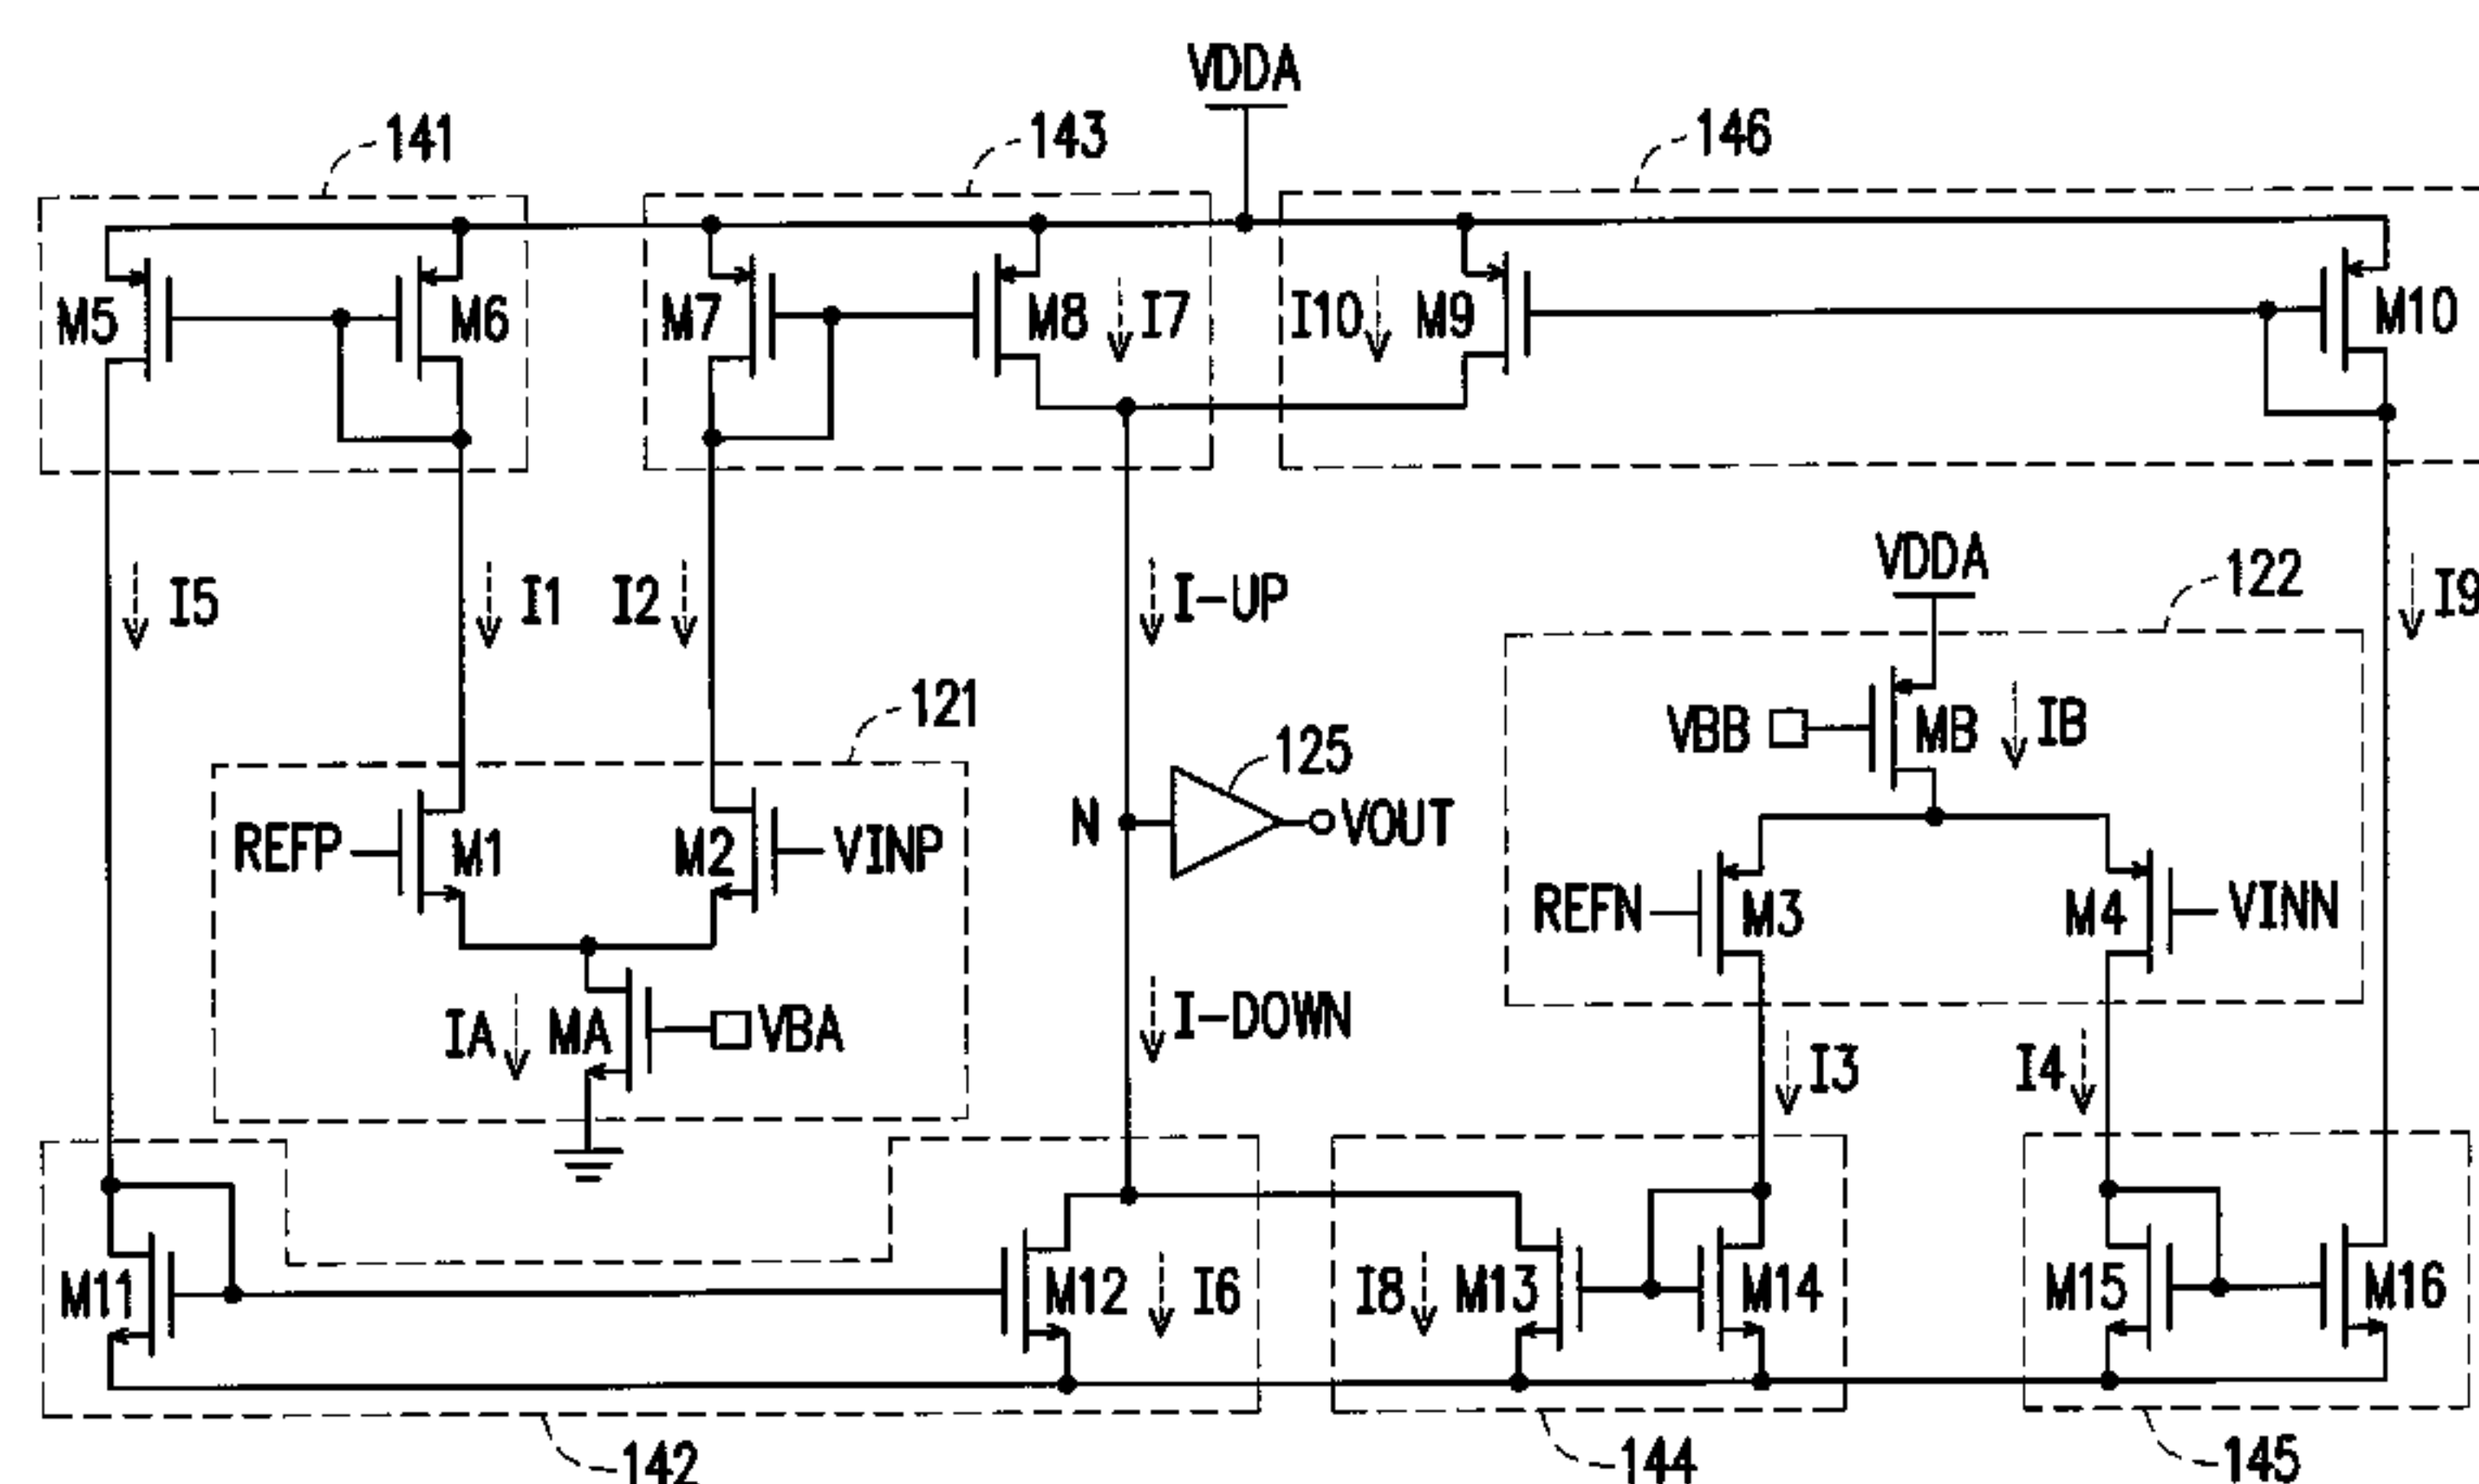 VDDA
141
143
146
M5
M6
M7
M8
I7
I10
M9
M10
I5
I1
I2
I-UP
VDDA
122
I9
121
VBB
MB
IB
125
REFP
M1
M2
VINP
N
VOUT
REFN
M3
M4
VINN
IA
MA
VBA
I-DOWN
I3
I4
M11
M12
I6
I8
M13
M14
M15
M16
142
144
145